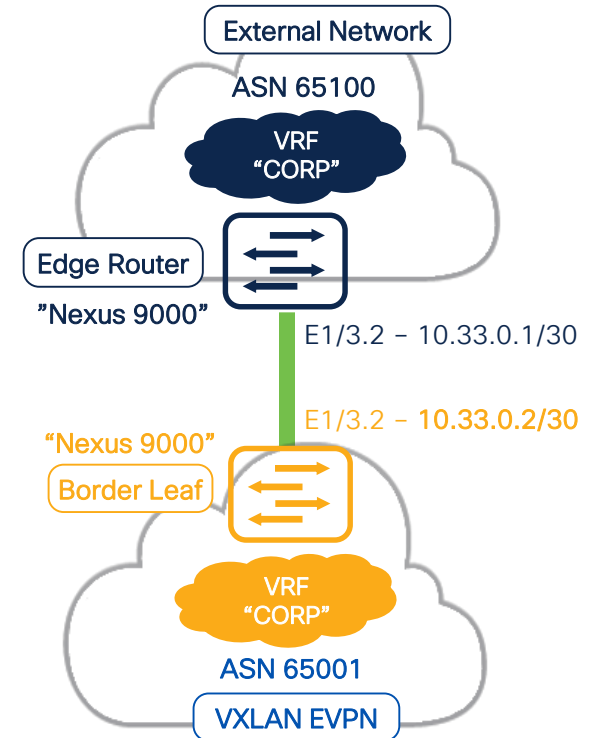 External Network
ASN 65100
VRF
“CORP”
Edge Router
”Nexus 9000”
E1/3.2 – 10.33.0.1/30
E1/3.2 – 10.33.0.2/30
“Nexus 9000”
Border Leaf
VRF
“CORP”
ASN 65001
VXLAN EVPN